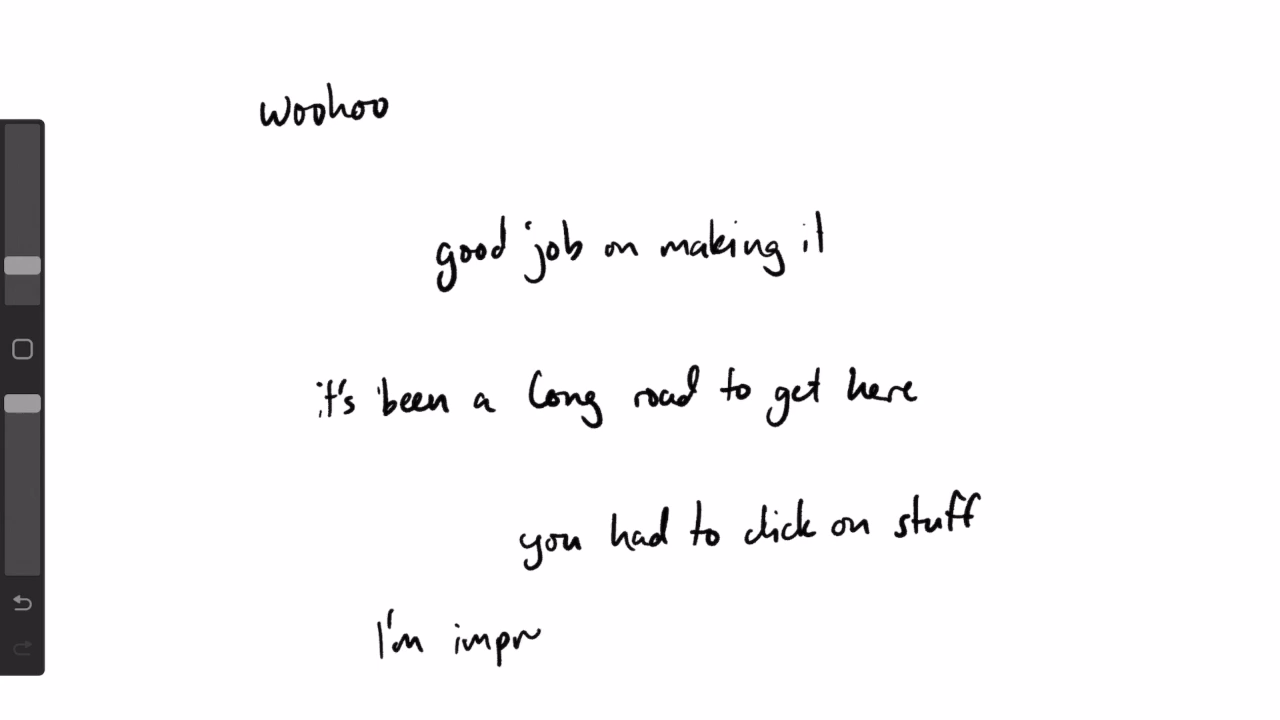 woohoo
good job on making it
it's been a long road to get here
you had to click on stuff
I'm impr